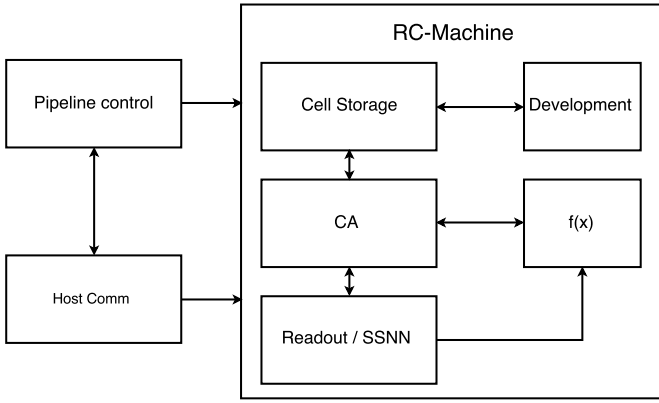 RC-Machine
Pipeline control
Cell Storage
Development
CA
f(x)
Host Comm
Readout / SSNN